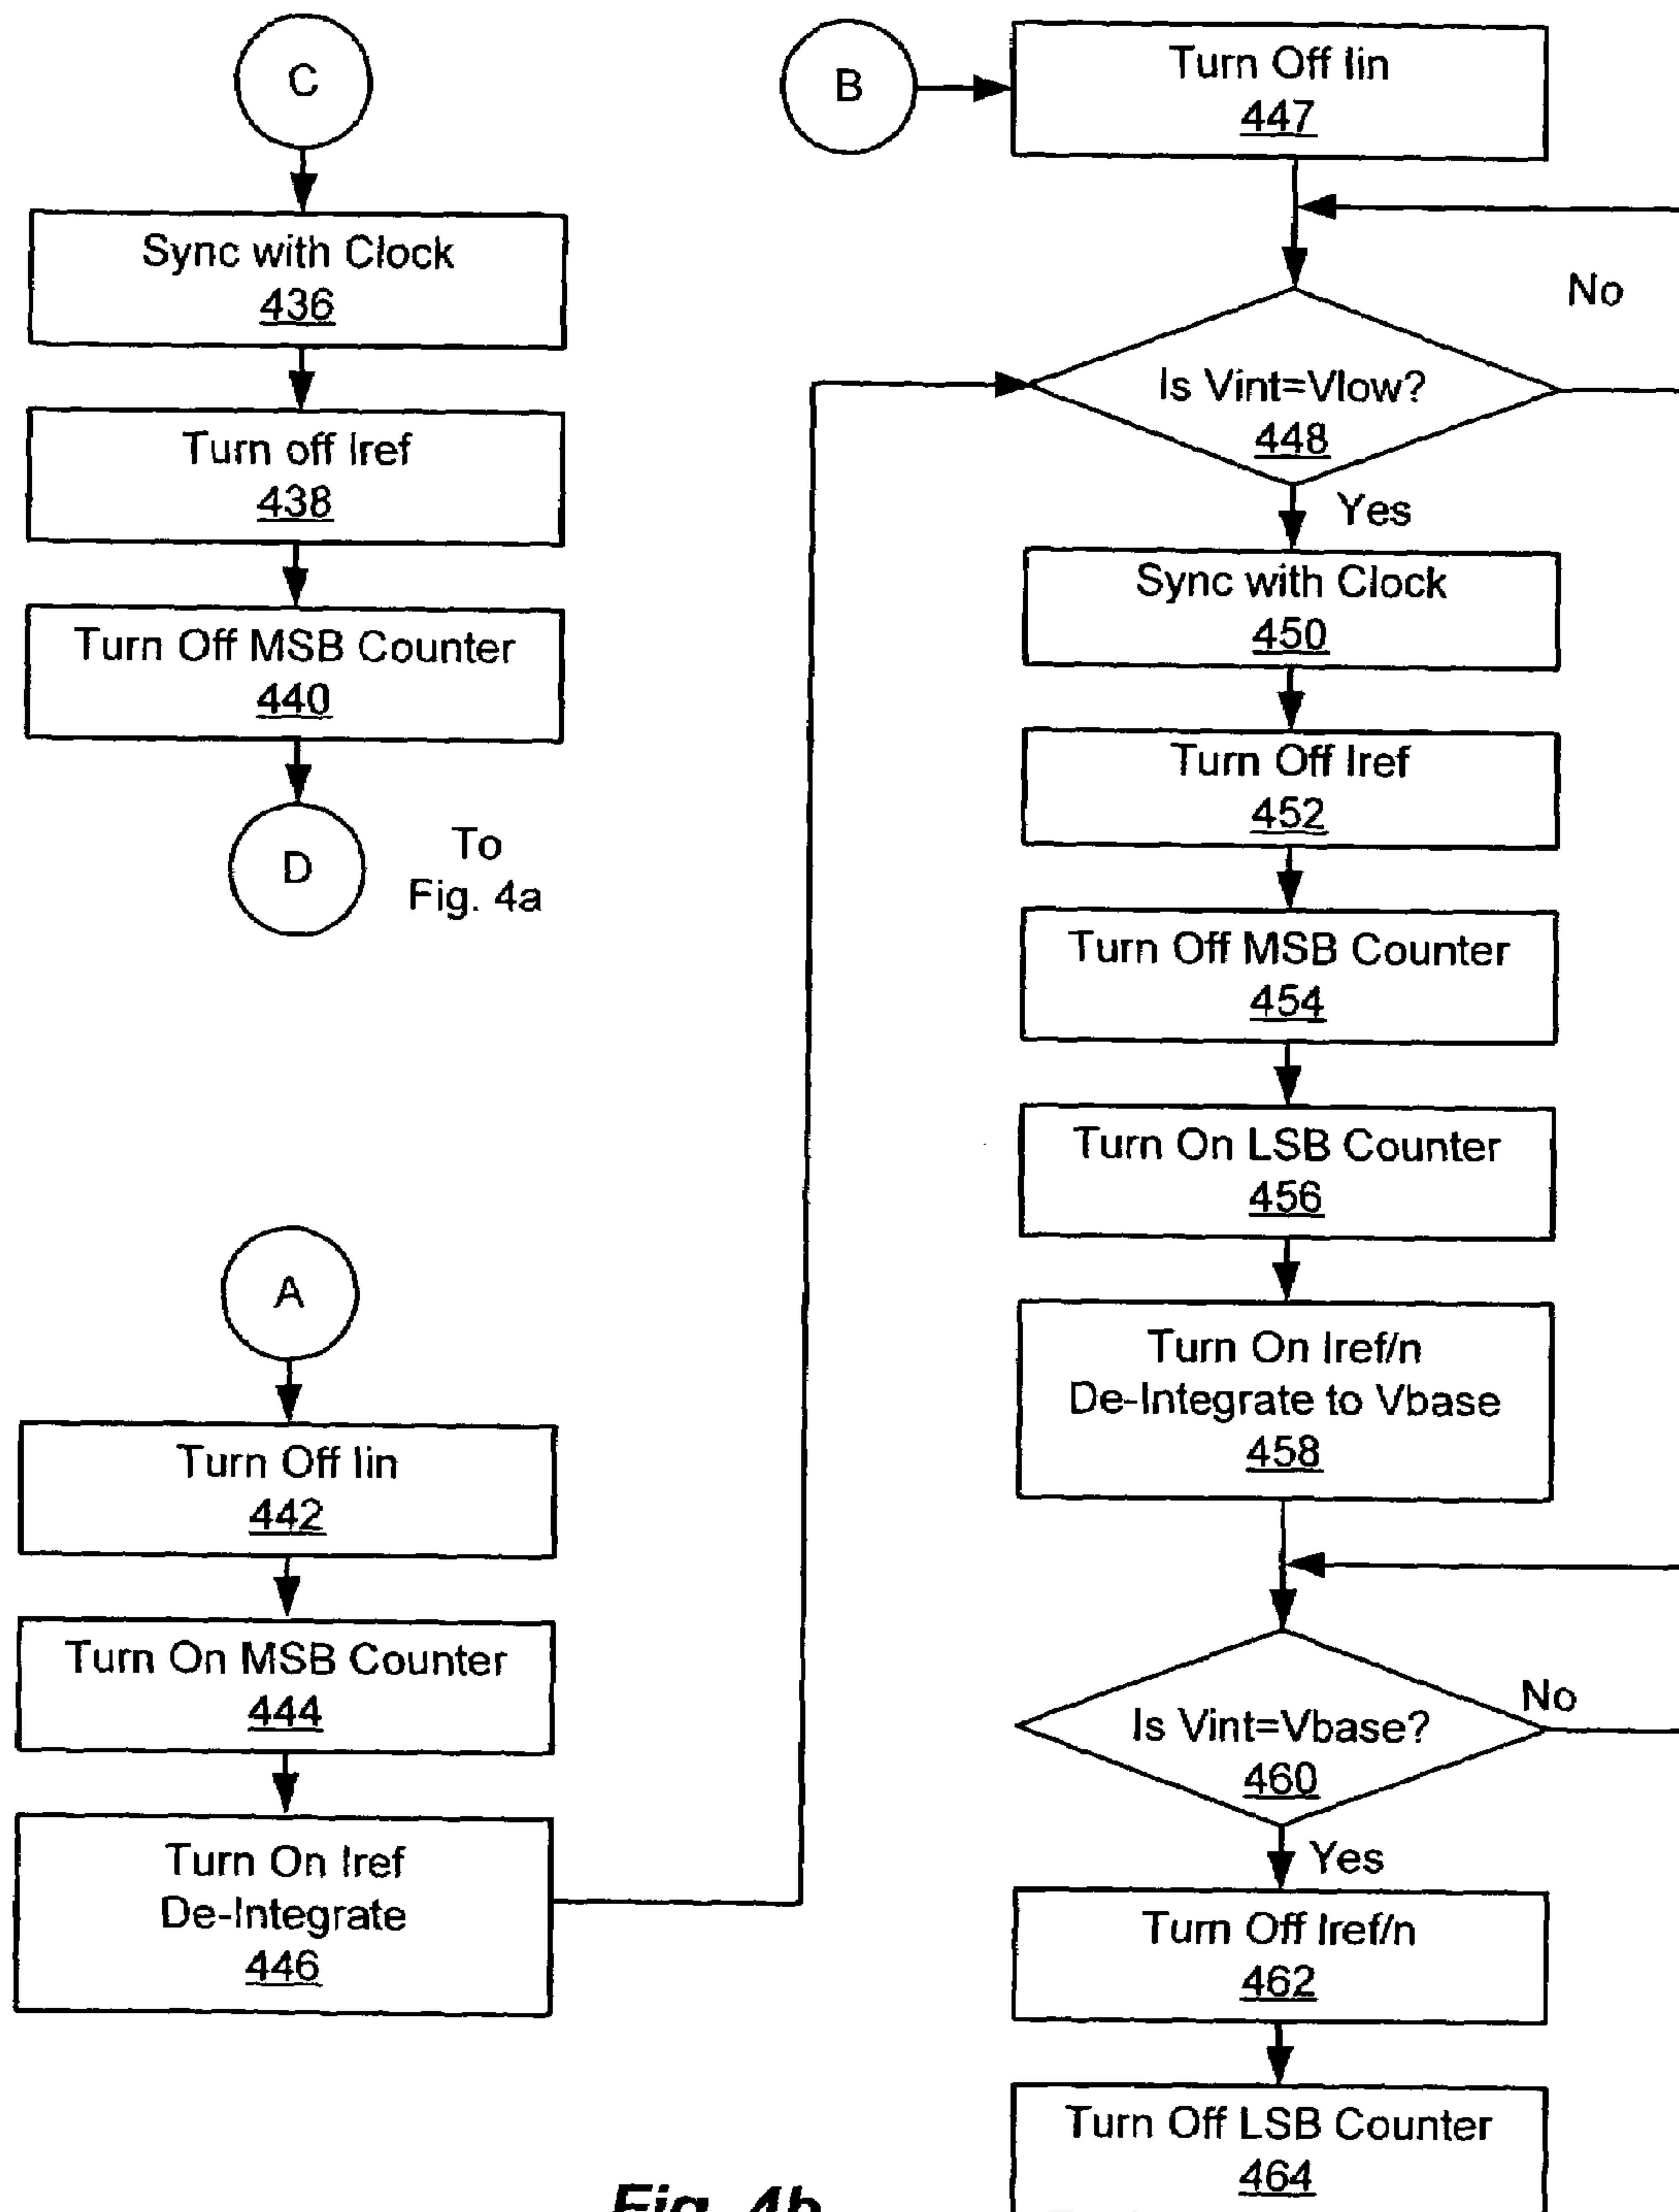 C
Sync with Clock
436
Turn off Iref
438
Turn Off MSB Counter
440
D
To
Fig. 4a
A
Turn Off Iin
442
Turn On MSB Counter
444
Turn On Iref
De-Integrate
446
B
Turn Off Iin
447
No
Is Vint=Vlow?
448
Yes
Sync with Clock
450
Turn Off Iref
452
Turn Off MSB Counter
454
Turn On LSB Counter
456
Turn On Iref/n
De-Integrate to Vbase
458
No
Is Vint=Vbase?
460
Yes
Turn Off Iref/n
462
Turn Off LSB Counter
464
Fig. 4b